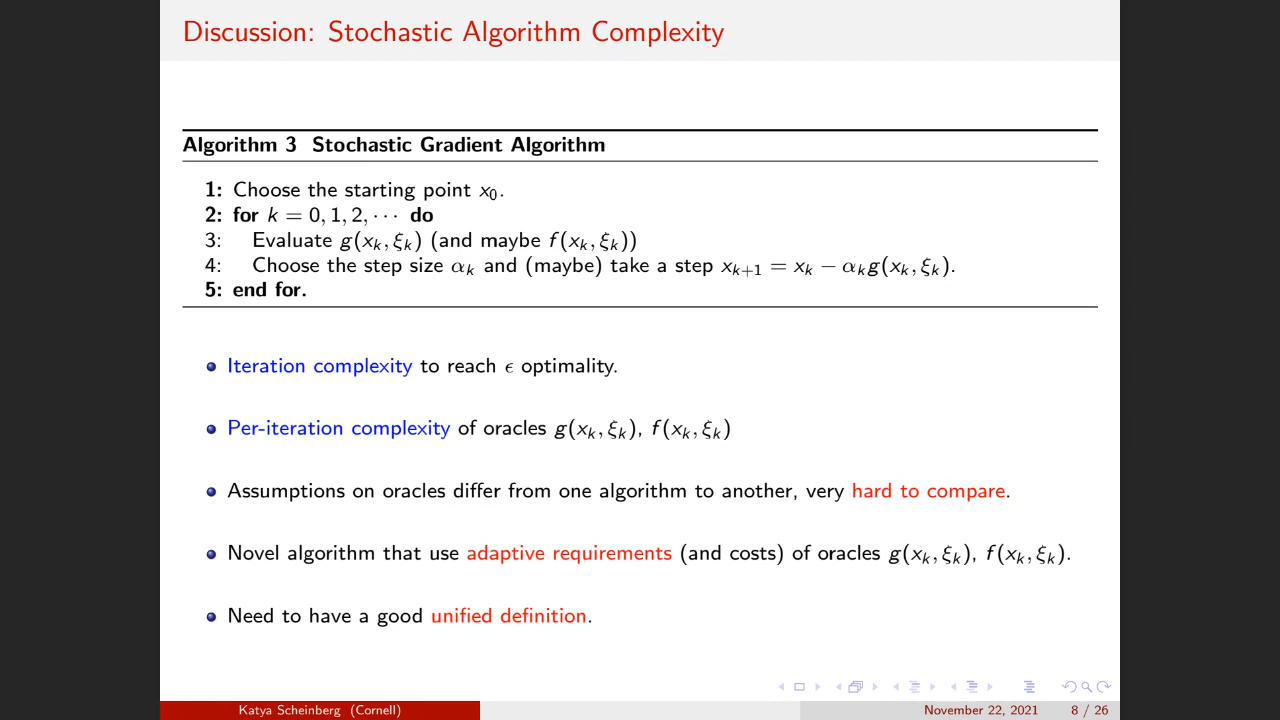 Discussion: Stochastic Algorithm Complexity
Algorithm 3 Stochastic Gradient Algorithm
1: Choose the starting point x₀.
2: for k = 0, 1, 2, ⋯ do
3: Evaluate g(xₖ, ξₖ) (and maybe f(xₖ, ξₖ))
4: Choose the step size αₖ and (maybe) take a step xₖ₊₁ = xₖ − αₖg(xₖ, ξₖ).
5: end for.
Iteration complexity to reach ϵ optimality.
Per-iteration complexity of oracles g(xₖ, ξₖ), f(xₖ, ξₖ)
Assumptions on oracles differ from one algorithm to another, very hard to compare.
Novel algorithm that use adaptive requirements (and costs) of oracles g(xₖ, ξₖ), f(xₖ, ξₖ).
Need to have a good unified definition.
Katya Scheinberg (Cornell)
November 22, 2021
8 / 26